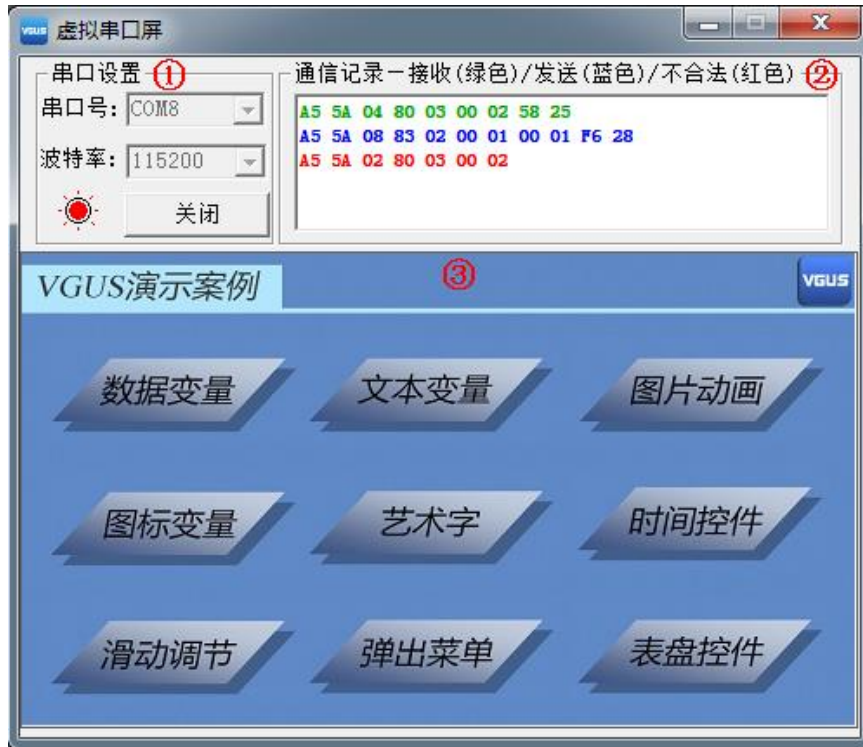 VGUS 虚拟串口屏
串口设置 ① 通信记录－接收(绿色)/发送(蓝色)/不合法(红色) ②
串口号: COM8
波特率: 115200
关闭
A5 5A 04 80 03 00 02 58 25
A5 5A 08 83 02 00 01 00 01 F6 28
A5 5A 02 80 03 00 02
VGUS演示案例 ③ VGUS
数据变量 文本变量 图片动画
图标变量 艺术字 时间控件
滑动调节 弹出菜单 表盘控件